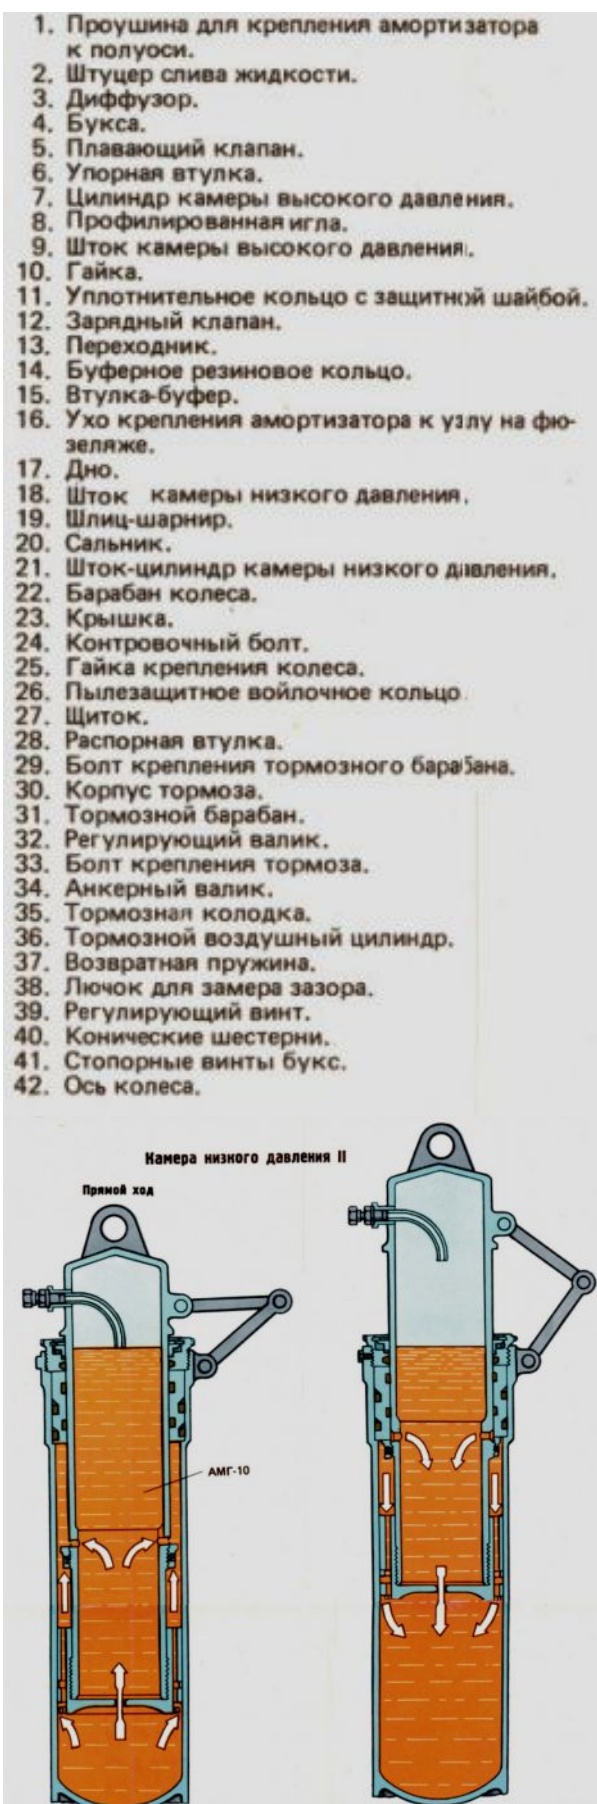 1. Проушина для крепления амортизатора
к полуоси.
2. Штуцер слива жидкости.
3. Диффузор.
4. Букса.
5. Плавающий клапан.
6. Упорная втулка.
7. Цилиндр камеры высокого давления.
8. Профилированная игла.
9. Шток камеры высокого давления.
10. Гайка.
11. Уплотнительное кольцо с защитной шайбой.
12. Зарядный клапан.
13. Переходник.
14. Буферное резиновое кольцо.
15. Втулка-буфер.
16. Ухо крепления амортизатора к узлу на фю-
зеляже.
17. Дно.
18. Шток камеры низкого давления.
19. Шлиц-шарнир.
20. Сальник.
21. Шток-цилиндр камеры низкого давления.
22. Барабан колеса.
23. Крышка.
24. Контровочный болт.
25. Гайка крепления колеса.
26. Пылезащитное войлочное кольцо
27. Щиток.
28. Распорная втулка.
29. Болт крепления тормозного барабана.
30. Корпус тормоза.
31. Тормозной барабан.
32. Регулирующий валик.
33. Болт крепления тормоза.
34. Анкерный валик.
35. Тормозная колодка.
36. Тормозной воздушный цилиндр.
37. Возвратная пружина.
38. Лючок для замера зазора.
39. Регулирующий винт.
40. Конические шестерни.
41. Стопорные винты букс.
42. Ось колеса.
Камера низкого давления II
Прямой ход
АМГ-10